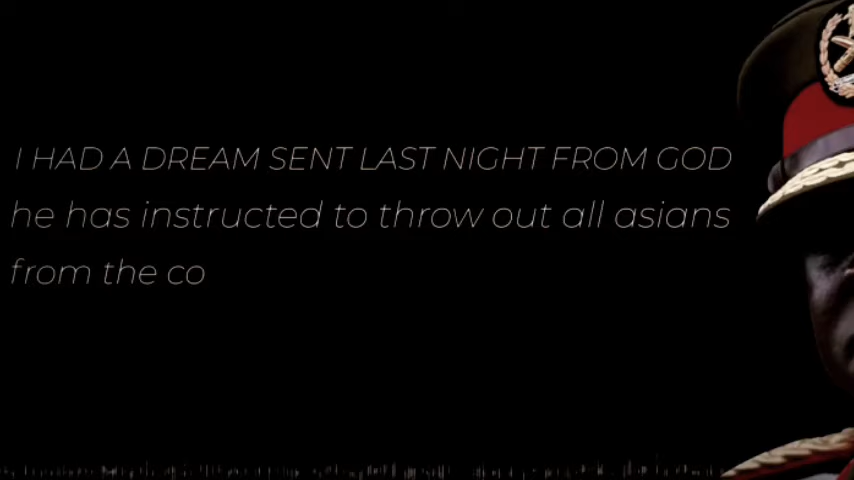 I HAD A DREAM SENT LAST NIGHT FROM GOD
he has instructed to throw out all asians
from the co